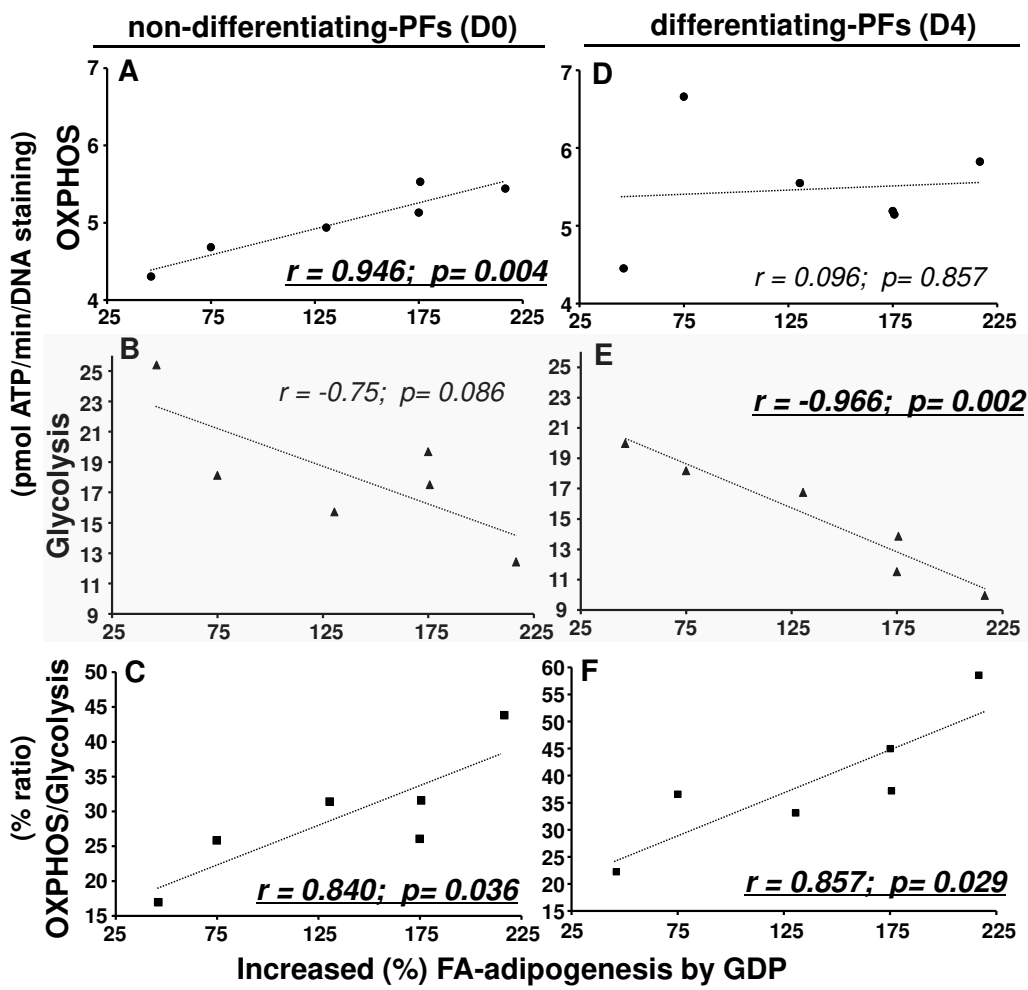 non-differentiating-PFs (D0)
differentiating-PFs (D4)
(pmol ATP/min/DNA staining)
OXPHOS
A
7
6
5
4
25 75 125 175 225
r = 0.946; p= 0.004
D
7
6
5
4
25 75 125 175 225
r = 0.096; p= 0.857
Glycolysis
B
25
23
21
19
17
15
13
11
9
25 75 125 175 225
r = -0.75; p= 0.086
E
25
23
21
19
17
15
13
11
9
25 75 125 175 225
r = -0.966; p= 0.002
(% ratio)
OXPHOS/Glycolysis
C
50
45
40
35
30
25
20
15
25 75 125 175 225
r = 0.840; p= 0.036
F
60
55
50
45
40
35
30
25
20
15
25 75 125 175 225
r = 0.857; p= 0.029
Increased (%) FA-adipogenesis by GDP